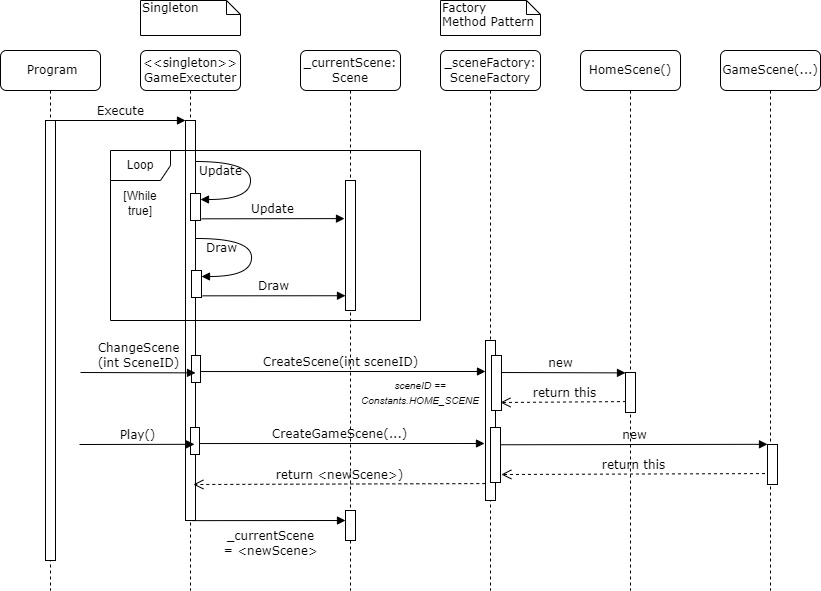 Singleton
Factory
Method Pattern
Program
<<singleton>>
GameExectuter
_currentScene:
Scene
_sceneFactory:
SceneFactory
HomeScene()
GameScene(...)
Execute
Loop
[While
true]
Update
Update
Draw
Draw
ChangeScene
(int SceneID)
CreateScene(int sceneID)
new
sceneID ==
Constants.HOME_SCENE
return this
Play()
CreateGameScene(...)
new
return this
return <newScene>)
_currentScene
= <newScene>